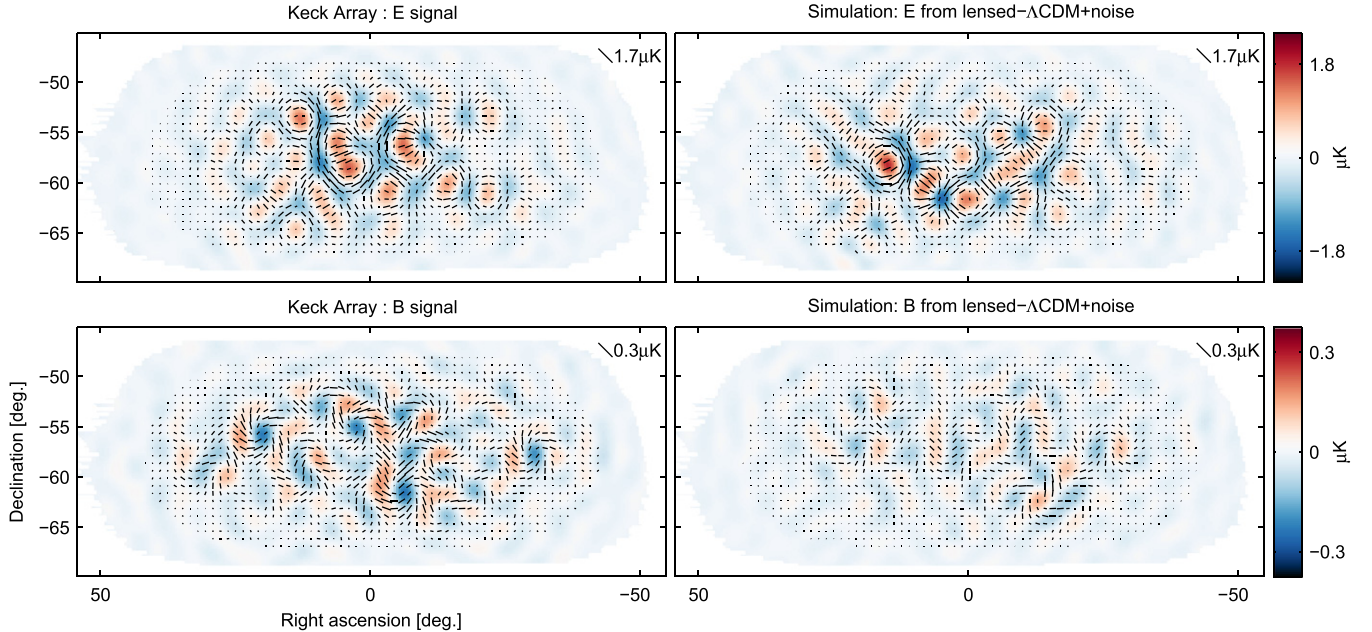 Keck Array : E signal
Simulation: E from lensed−ΛCDM+noise
1.7μK
1.7μK
−50
−55
−60
−65
1.8
0
−1.8
μK
Keck Array : B signal
Simulation: B from lensed−ΛCDM+noise
0.3μK
0.3μK
−50
−55
−60
−65
Declination [deg.]
0.3
0
−0.3
μK
50
0
−50
50
0
−50
Right ascension [deg.]